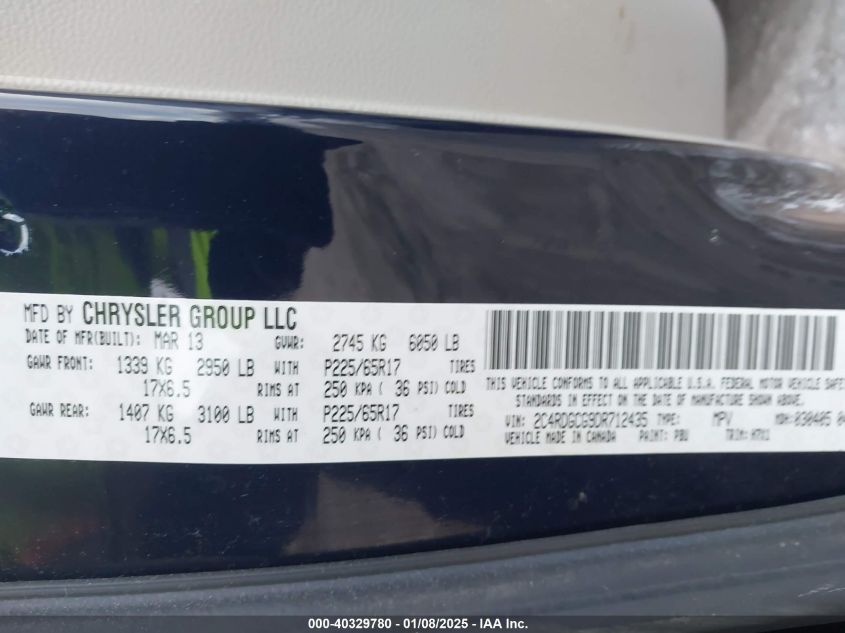 MFD BY CHRYSLER GROUP LLC
DATE OF MFR(BUILT): MAR 13 GVWR: 2745 KG 6050 LB
GAWR FRONT: 1339 KG 2950 LB WITH P225/65R17 TIRES
17X6.5 RIMS AT 250 KPA ( 36 PSI) COLD
GAWR REAR: 1407 KG 3100 LB WITH P225/65R17 TIRES
17X6.5 RIMS AT 250 KPA ( 36 PSI) COLD
THIS VEHICLE CONFORMS TO ALL APPLICABLE U.S.A. FEDERAL MOTOR VEHICLE SAFE
STANDARDS IN EFFECT ON THE DATE OF MANUFACTURE SHOWN ABOVE.
VIN: 2C4RDGCG9DR712435 TYPE: MPV MDH: 030405 04
VEHICLE MADE IN CANADA PAINT: PBU TRIM:
000-40329780 - 01/08/2025 - IAA Inc.